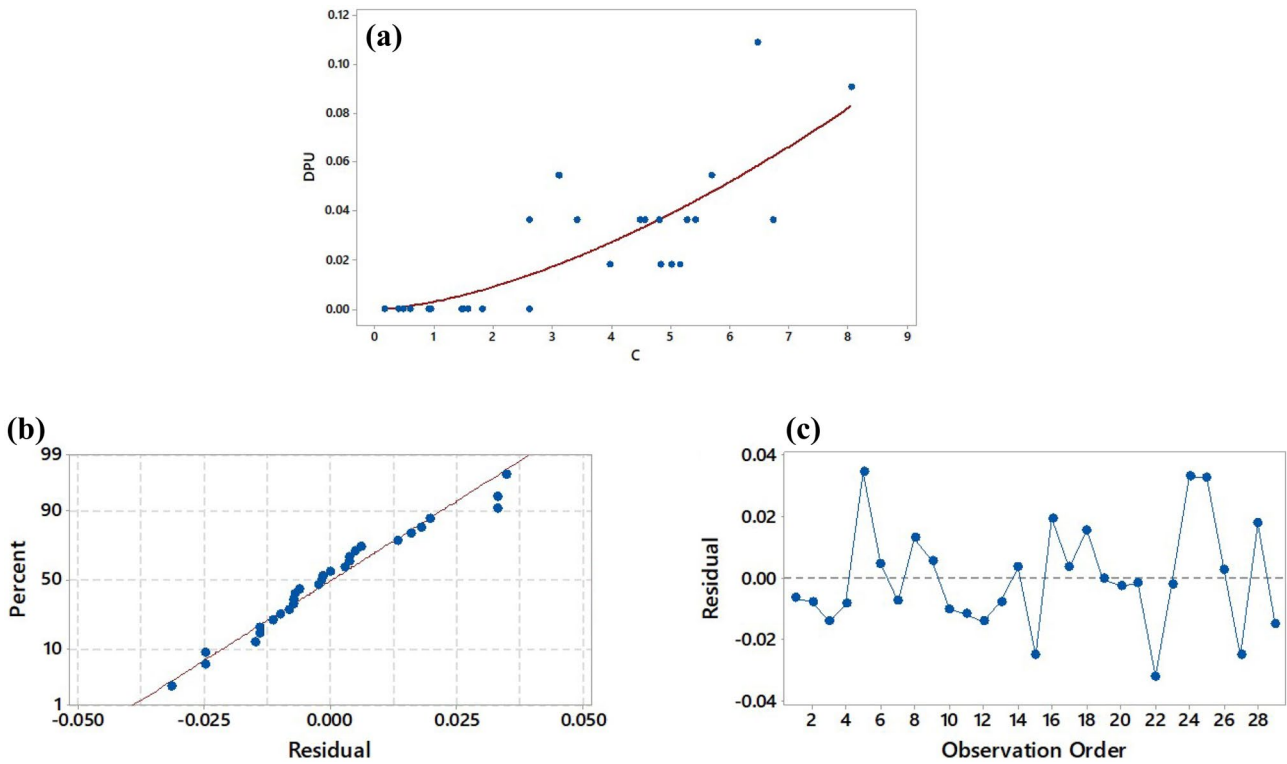 (a)
0.12
0.10
0.08
0.06
0.04
0.02
0.00
DPU
0 1 2 3 4 5 6 7 8 9
C
(b)
99
90
50
10
1
Percent
-0.050 -0.025 0.000 0.025 0.050
Residual
(c)
0.04
0.02
0.00
-0.02
-0.04
Residual
2 4 6 8 10 12 14 16 18 20 22 24 26 28
Observation Order